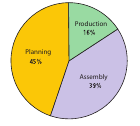 Production
16%
Planning
45%
Assembly
39%